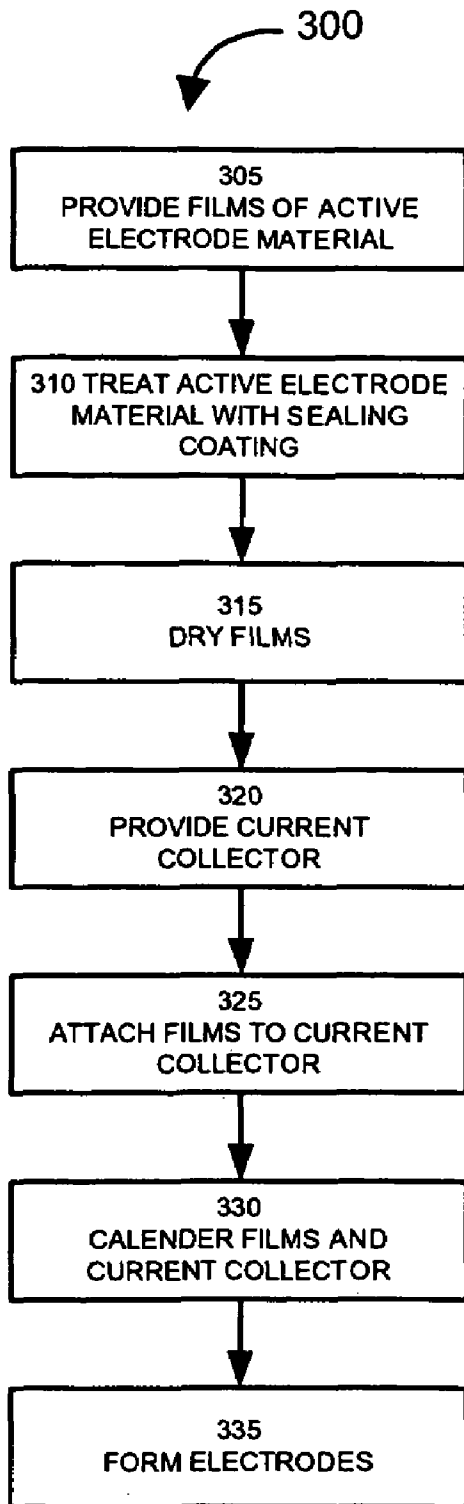 300
305
PROVIDE FILMS OF ACTIVE
ELECTRODE MATERIAL
310 TREAT ACTIVE ELECTRODE
MATERIAL WITH SEALING
COATING
315
DRY FILMS
320
PROVIDE CURRENT
COLLECTOR
325
ATTACH FILMS TO CURRENT
COLLECTOR
330
CALENDER FILMS AND
CURRENT COLLECTOR
335
FORM ELECTRODES